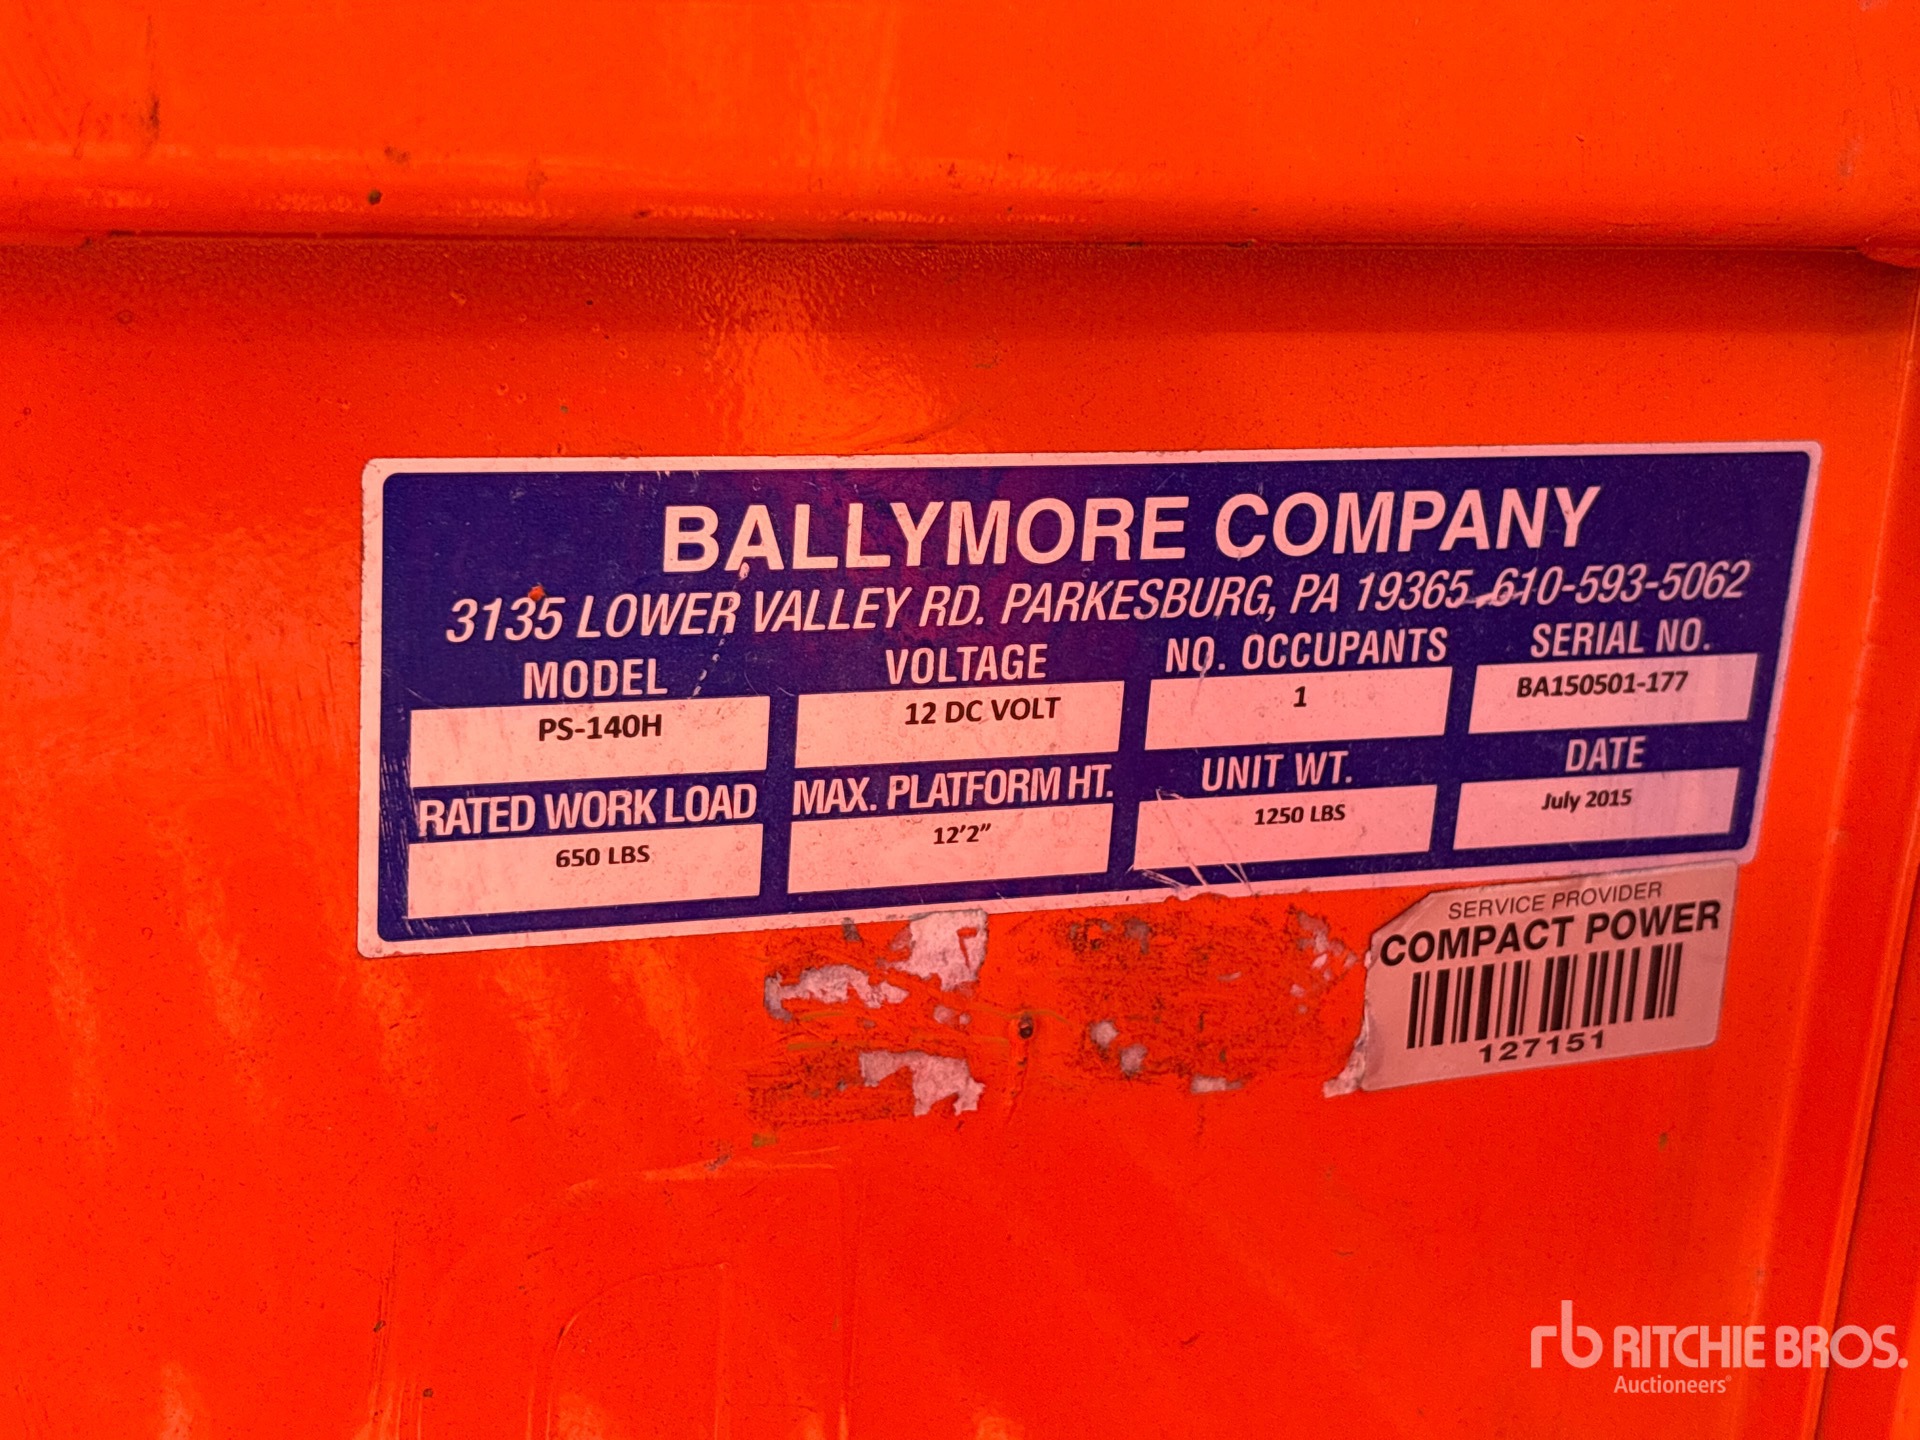 BALLYMORE COMPANY
3135 LOWER VALLEY RD. PARKESBURG, PA 19365 610-593-5062
MODEL VOLTAGE NO. OCCUPANTS SERIAL NO.
PS-140H 12 DC VOLT 1 BA150501-177
RATED WORK LOAD MAX. PLATFORM HT. UNIT WT. DATE
650 LBS 12'2" 1250 LBS July 2015
SERVICE PROVIDER
COMPACT POWER
127151
rb RITCHIE BROS.
Auctioneers